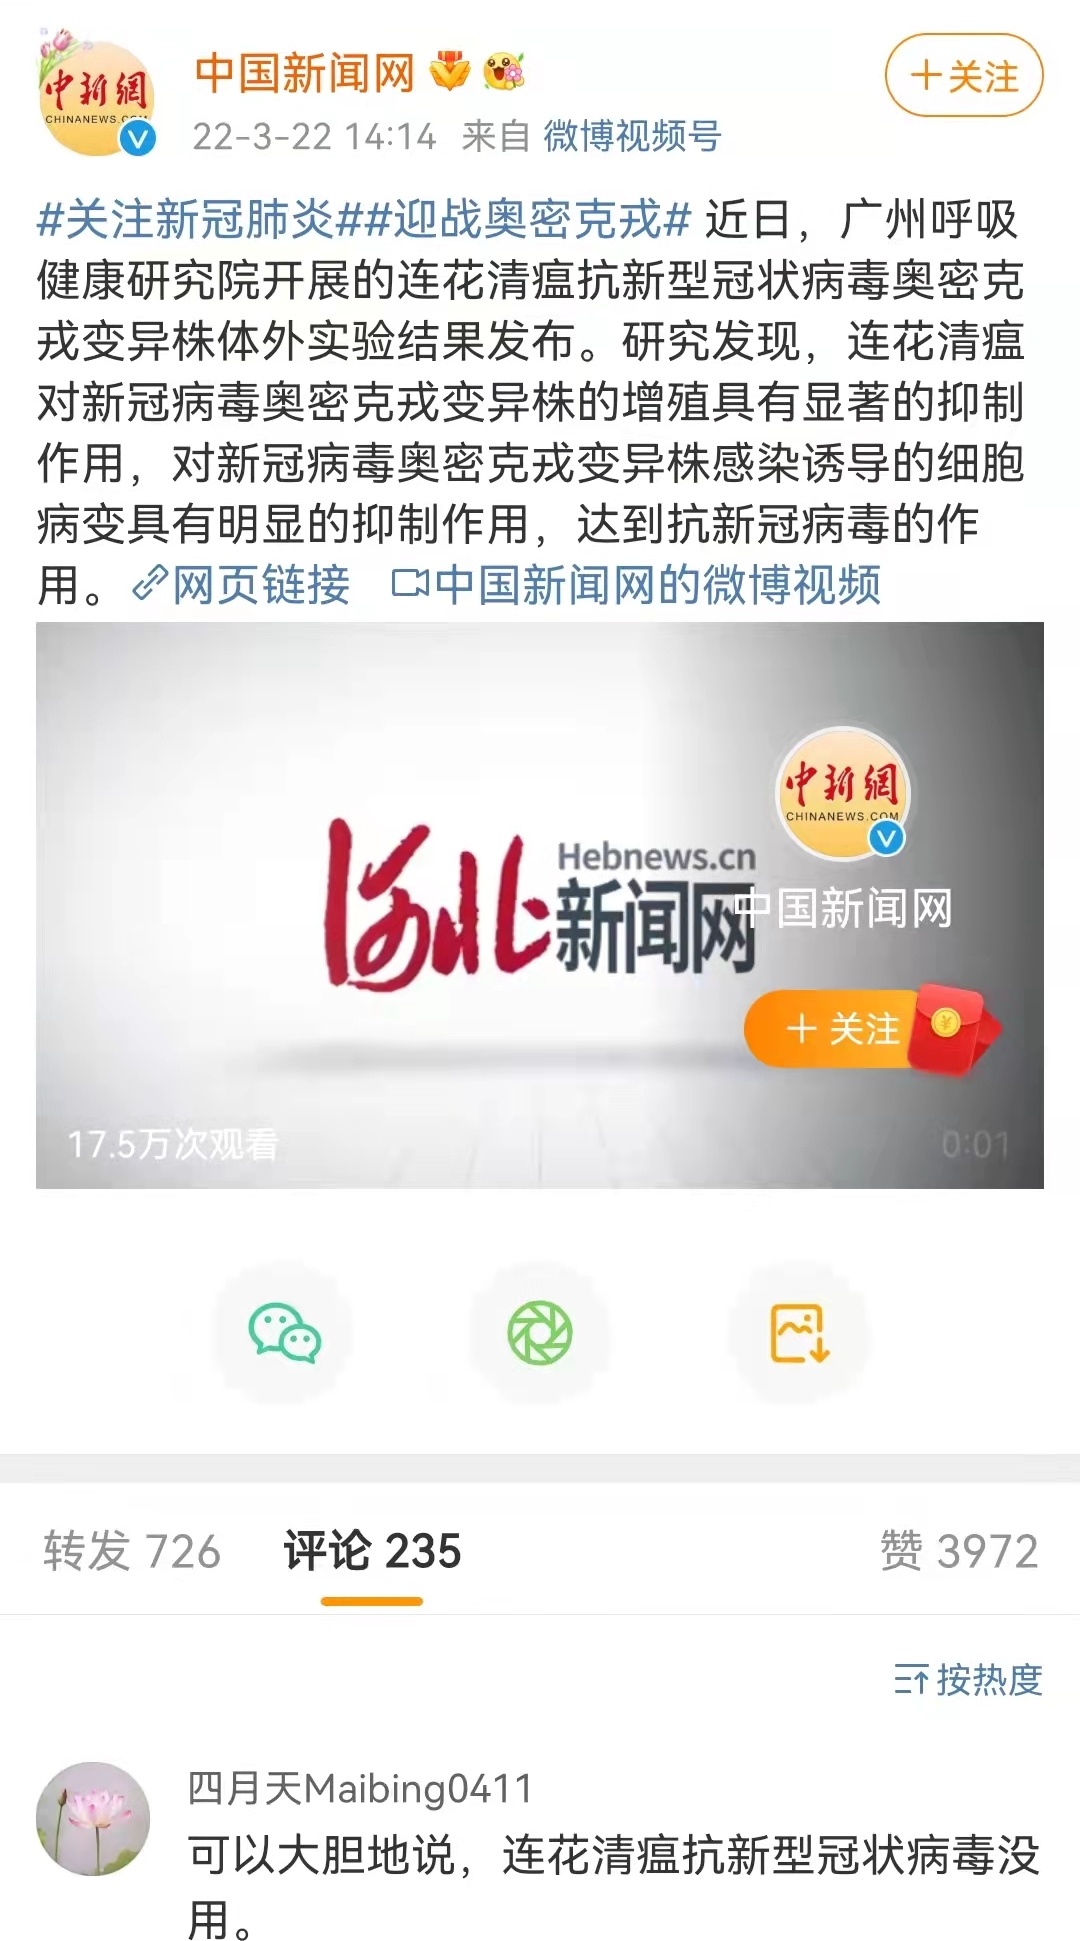 中新網
CHINANEWS.COM
中国新闻网
+关注
22-3-22 14:14 来自 微博视频号
#关注新冠肺炎##迎战奥密克戎# 近日，广州呼吸
健康研究院开展的连花清瘟抗新型冠状病毒奥密克
戎变异株体外实验结果发布。研究发现，连花清瘟
对新冠病毒奥密克戎变异株的增殖具有显著的抑制
作用，对新冠病毒奥密克戎变异株感染诱导的细胞
病变具有明显的抑制作用，达到抗新冠病毒的作
用。网页链接 中国新闻网的微博视频
中新網
CHINANEWS.COM
河北
Hebnews.cn
新闻网
中国新闻网
+ 关注
17.5万次观看
0:01
转发 726 评论 235 赞 3972
按热度
四月天Maibing0411
可以大胆地说，连花清瘟抗新型冠状病毒没
用。